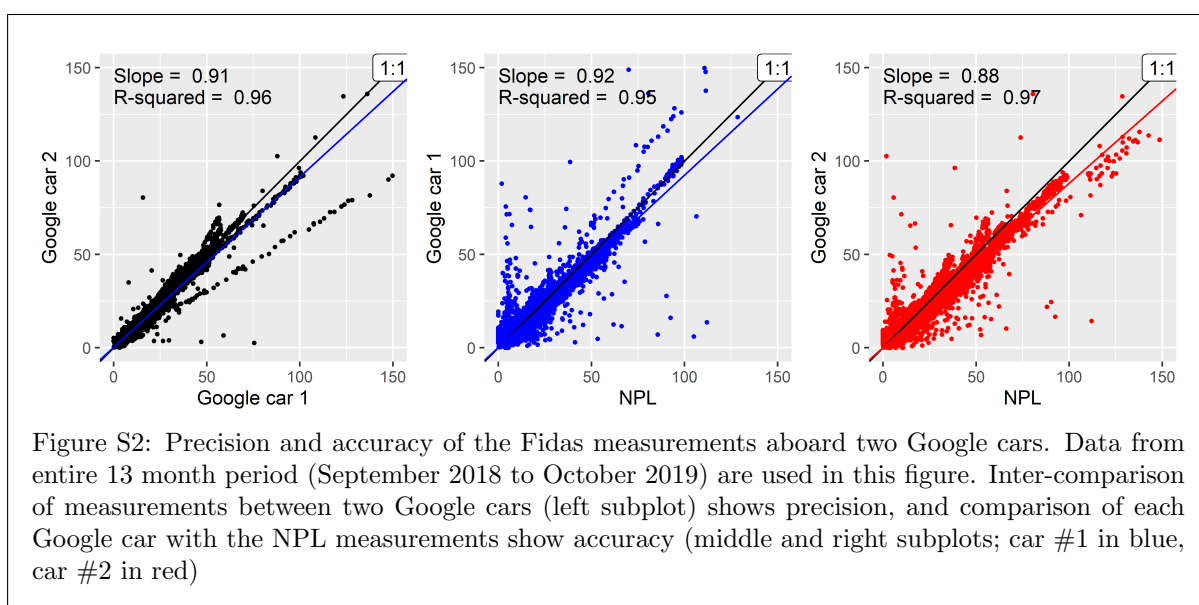 Slope = 0.91
R-squared = 0.96
1:1
150
100
50
0
Google car 2
0 50 100 150
Google car 1
Slope = 0.92
R-squared = 0.95
1:1
150
100
50
0
Google car 1
0 50 100 150
NPL
Slope = 0.88
R-squared = 0.97
1:1
150
100
50
0
Google car 2
0 50 100 150
NPL
Figure S2: Precision and accuracy of the Fidas measurements aboard two Google cars. Data from
entire 13 month period (September 2018 to October 2019) are used in this figure. Inter-comparison
of measurements between two Google cars (left subplot) shows precision, and comparison of each
Google car with the NPL measurements show accuracy (middle and right subplots; car #1 in blue,
car #2 in red)